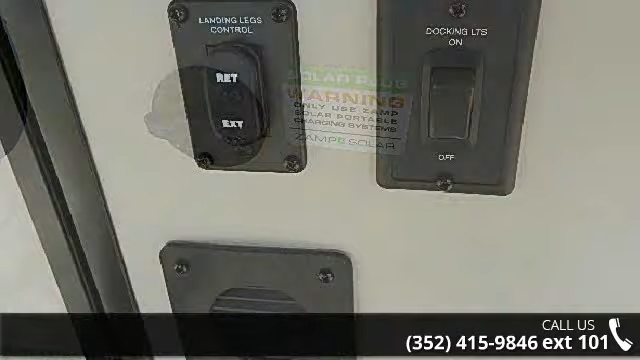 LANDING LEGS
CONTROL
RET
EXT
DOCKING LTS
ON
OFF
SOLAR PLUG
WARNING
ONLY USE ZAMP
SOLAR PORTABLE
CHARGING SYSTEMS
ZAMP SOLAR
CALL US
(352) 415-9846 ext 101